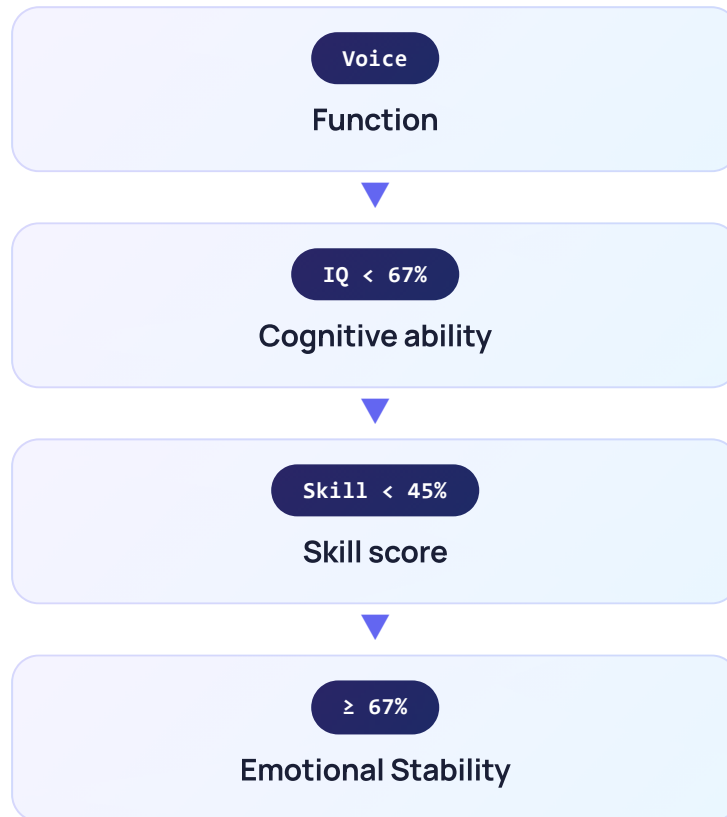 Voice
Function
IQ < 67%
Cognitive ability
Skill < 45%
Skill score
≥ 67%
Emotional Stability